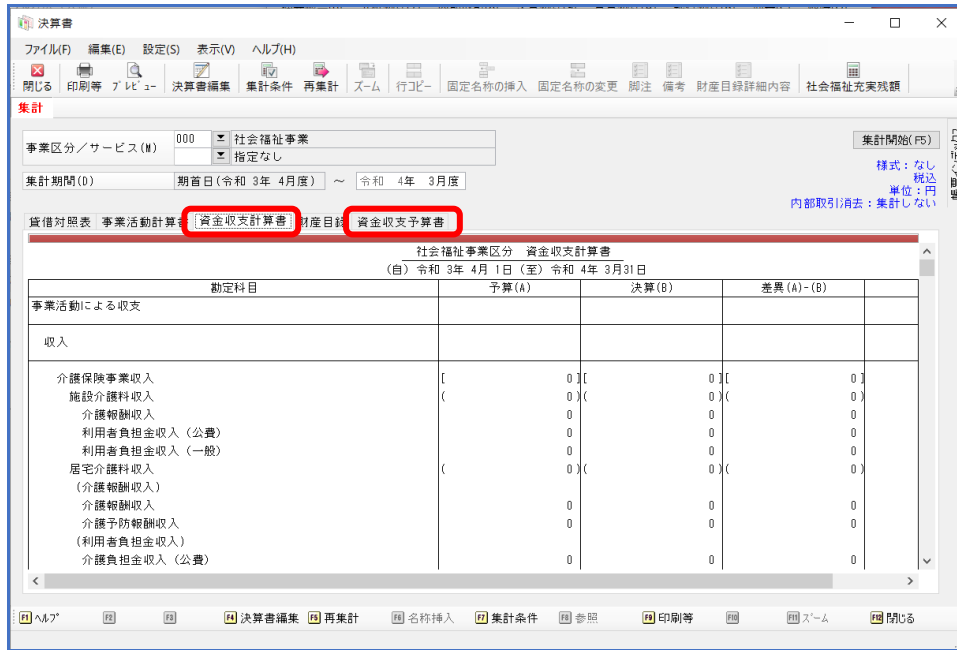 決算書
ファイル(F) 編集(E) 設定(S) 表示(V) ヘルプ(H)
閉じる 印刷等 プレビュー 決算書編集 集計条件 再集計 ズーム 行コピー 固定名称の挿入 固定名称の変更 脚注 備考 財産目録詳細内容 社会福祉充実残額
集計
事業区分/サービス(M) 000 社会福祉事業
指定なし
集計開始(F5)
集計期間(D) 期首日(令和 3年 4月度) ~ 令和 4年 3月度
様式:なし
税込
単位:円
内部取引消去:集計しない
貸借対照表 事業活動計算書 資金収支計算書 財産目録 資金収支予算書
社会福祉事業区分 資金収支計算書
(自) 令和 3年 4月 1日 (至) 令和 4年 3月31日
勘定科目 予算(A) 決算(B) 差異(A)-(B)
事業活動による収支
収入
介護保険事業収入 [ 0][ 0][ 0]
施設介護料収入 ( 0)( 0)( 0)
介護報酬収入 0 0 0
利用者負担金収入(公費) 0 0 0
利用者負担金収入(一般) 0 0 0
居宅介護料収入 ( 0)( 0)( 0)
(介護報酬収入)
介護報酬収入 0 0 0
介護予防報酬収入 0 0 0
(利用者負担金収入)
介護負担金収入(公費) 0 0 0
F1 ヘルプ F2 F3 F4 決算書編集 F5 再集計 F6 名称挿入 F7 集計条件 F8 参照 F9 印刷等 F10 F11 ズーム F12 閉じる